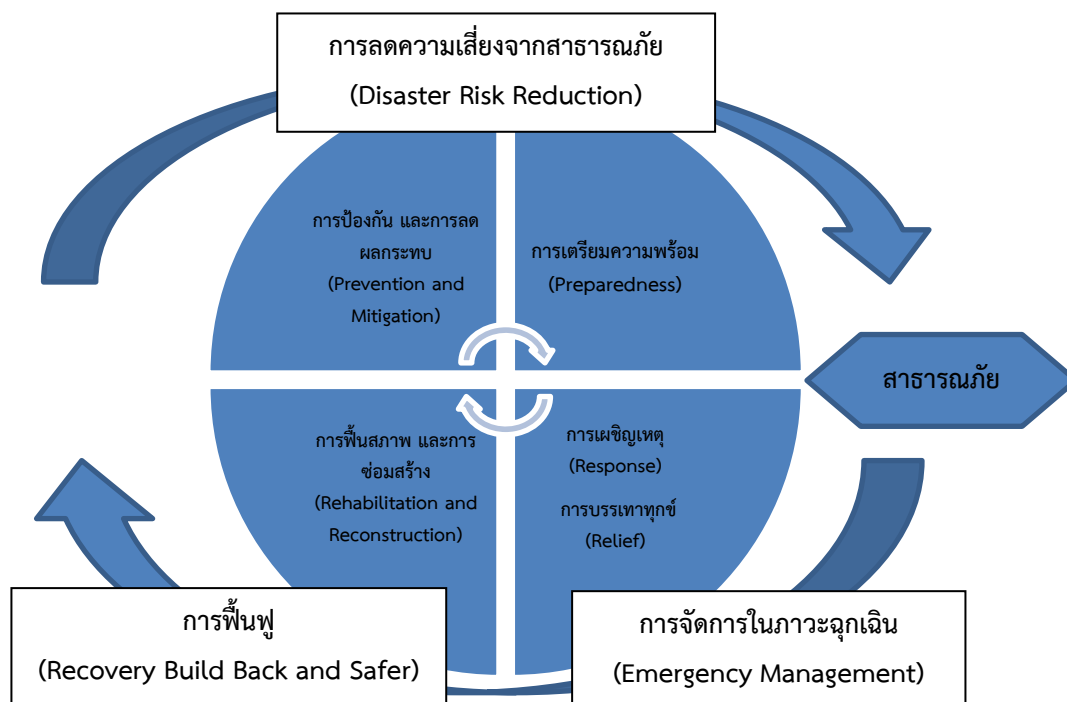 การลดความเสี่ยงจากสาธารณภัย
(Disaster Risk Reduction)
การป้องกัน และการลด
ผลกระทบ
(Prevention and
Mitigation)
การเตรียมความพร้อม
(Preparedness)
สาธารณภัย
การฟื้นสภาพ และการ
ซ่อมสร้าง
(Rehabilitation and
Reconstruction)
การเผชิญเหตุ
(Response)
การบรรเทาทุกข์
(Relief)
การฟื้นฟู
(Recovery Build Back and Safer)
การจัดการในภาวะฉุกเฉิน
(Emergency Management)